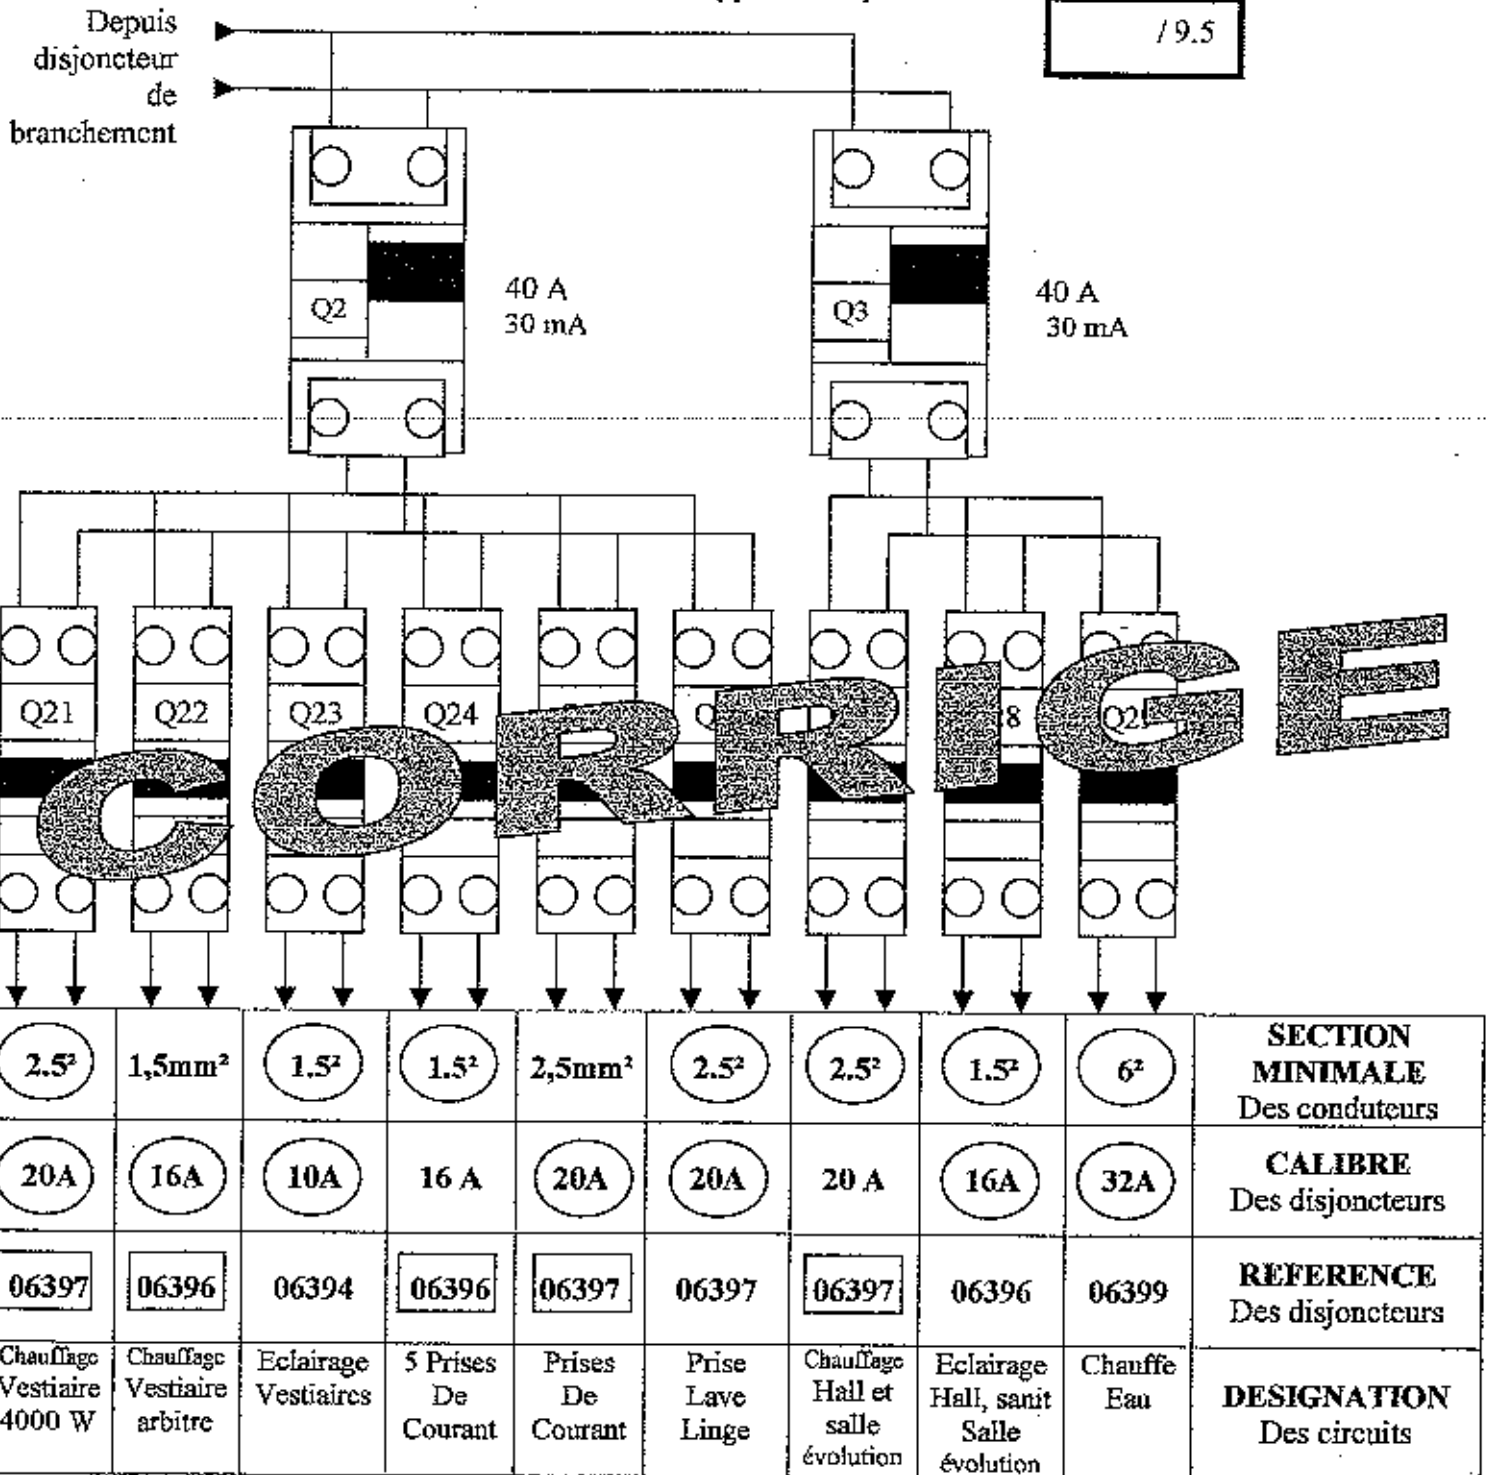 Depuis
disjoncteur
de
branchement
/ 9.5
Q2
40 A
30 mA
Q3
40 A
30 mA
Q21
Q22
Q23
Q24
CORRIGE
2.5²
1,5mm²
1.5²
1.5²
2,5mm²
2.5²
2.5²
1.5²
6²
SECTION
MINIMALE
Des conduteurs
20A
16A
10A
16 A
20A
20A
20 A
16A
32A
CALIBRE
Des disjoncteurs
06397
06396
06394
06396
06397
06397
06397
06396
06399
REFERENCE
Des disjoncteurs
Chauffage
Vestiaire
4000 W
Chauffage
Vestiaire
arbitre
Eclairage
Vestiaires
5 Prises
De
Courant
Prises
De
Courant
Prise
Lave
Linge
Chauffage
Hall et
salle
évolution
Eclairage
Hall, sanit
Salle
évolution
Chauffe
Eau
DESIGNATION
Des circuits